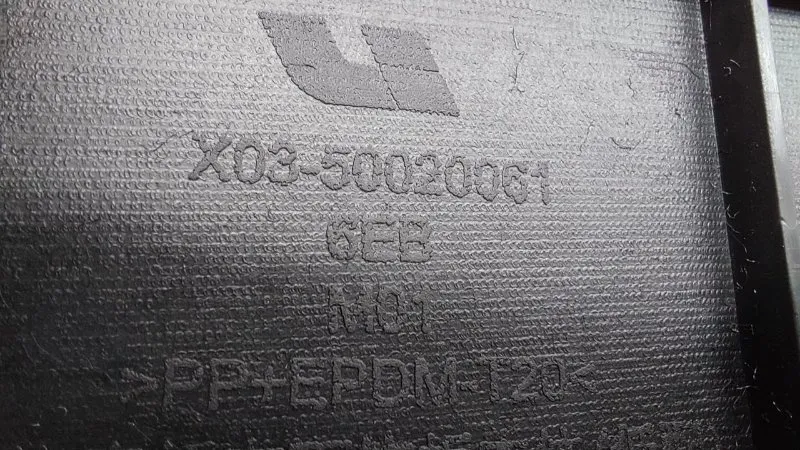 X03-50020061
6EB
M01
>PP+EPDM-T20<